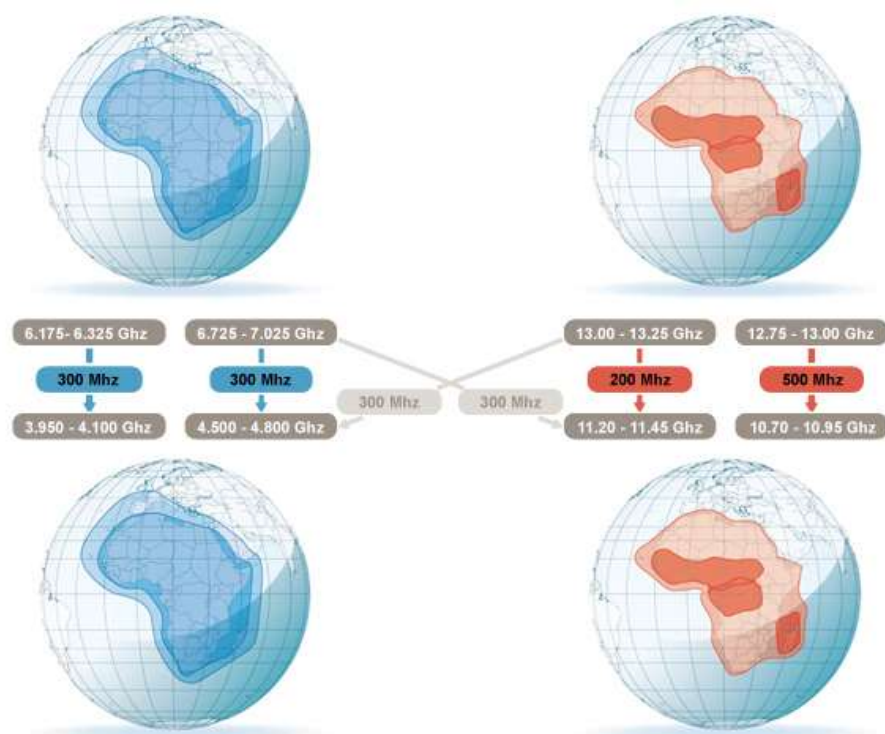 6.175- 6.325 Ghz
6.725 - 7.025 Ghz
13.00 - 13.25 Ghz
12.75 - 13.00 Ghz
300 Mhz
300 Mhz
200 Mhz
500 Mhz
300 Mhz
300 Mhz
3.950 - 4.100 Ghz
4.500 - 4.800 Ghz
11.20 - 11.45 Ghz
10.70 - 10.95 Ghz